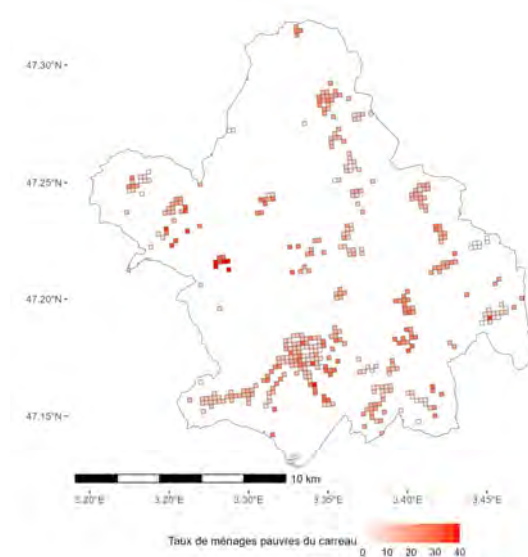 47.30°N
47.25°N
47.20°N
47.15°N
10 km
3.20°E 3.25°E 3.30°E 3.35°E 3.40°E 3.45°E
Taux de ménages pauvres du carreau
0 10 20 30 40